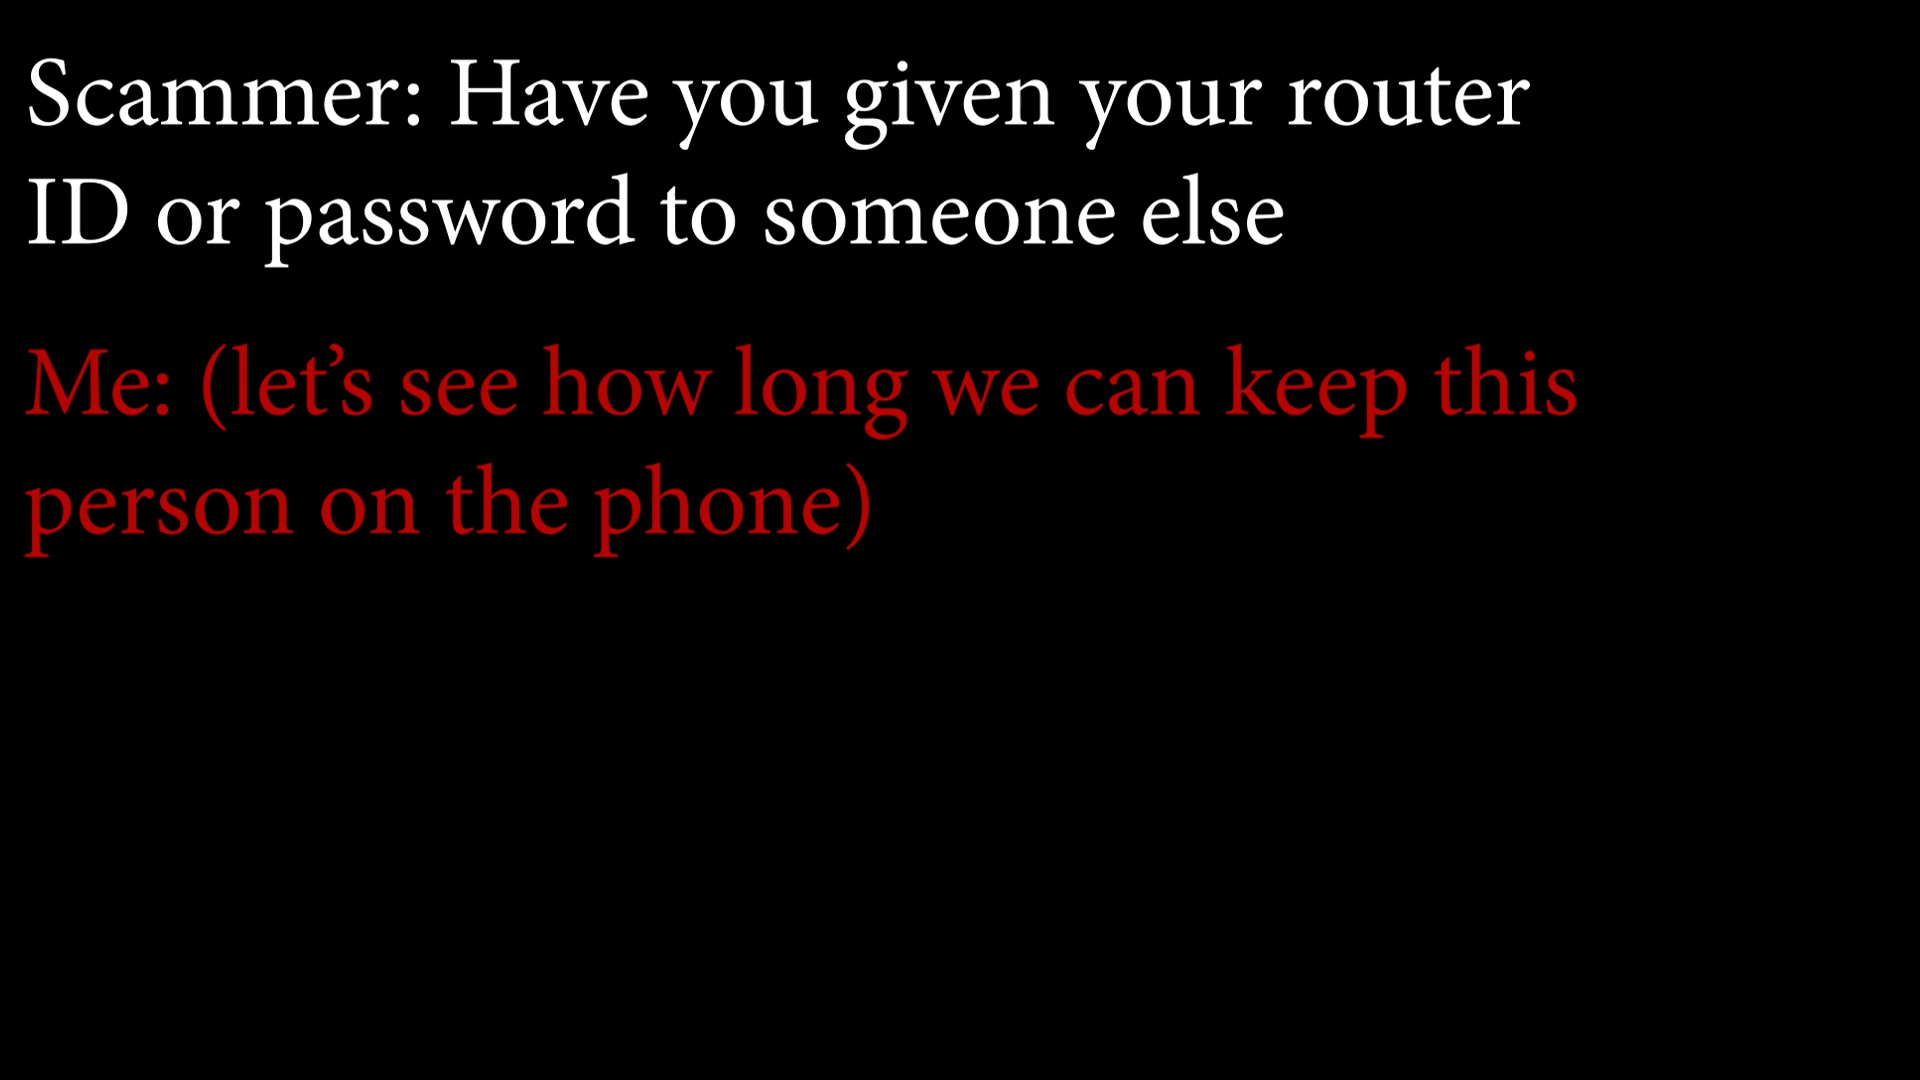 Scammer: Have you given your router
ID or password to someone else
Me: (let’s see how long we can keep this
person on the phone)